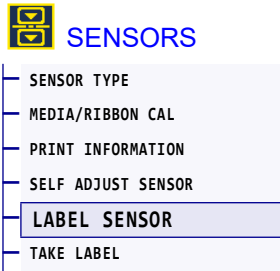 SENSORS
SENSOR TYPE
MEDIA/RIBBON CAL
PRINT INFORMATION
SELF ADJUST SENSOR
LABEL SENSOR
TAKE LABEL